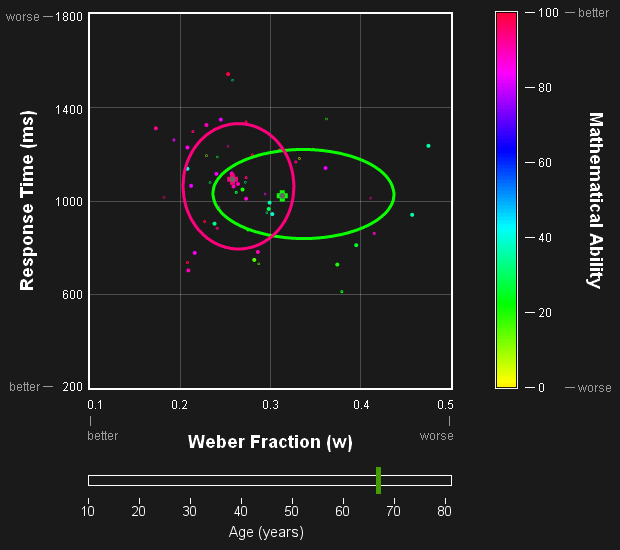 worse
1800
1400
1000
600
200
better
Response Time (ms)
0.1 0.2 0.3 0.4 0.5
better worse
Weber Fraction (w)
100 better
80
60
40
20
0 worse
Mathematical Ability
10 20 30 40 50 60 70 80
Age (years)